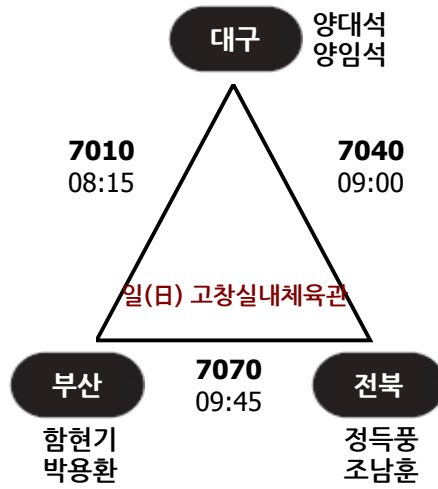 대구
양대석
양임석
7010
08:15
7040
09:00
일(日) 고창실내체육관
부산
7070
09:45
전북
함현기
박용환
정득풍
조남훈